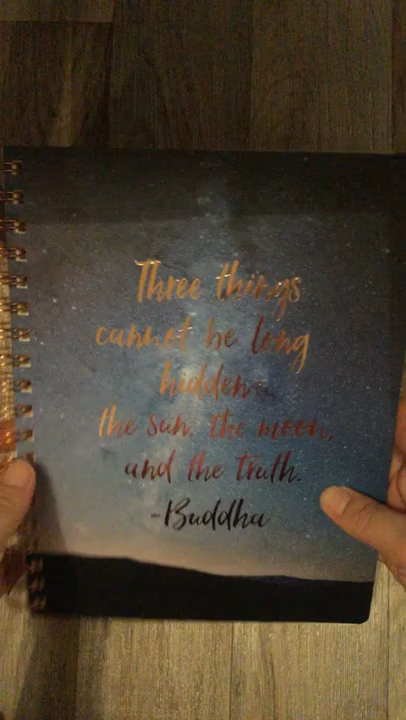 Three things
cannot be long
hidden:
the sun, the moon,
and the truth.
-Buddha